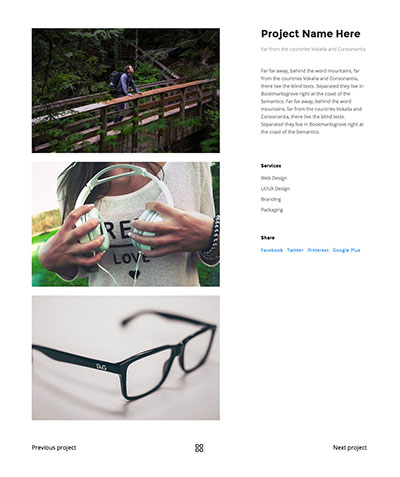 Project Name Here
Far from the countries Vokalia and Consonantia
Far far away, behind the word mountains, far
from the countries Vokalia and Consonantia,
there live the blind texts. Separated they live in
Bookmarksgrove right at the coast of the
Semantics. Far far away, behind the word
mountains, far from the countries Vokalia and
Consonantia, there live the blind texts.
Separated they live in Bookmarksgrove right at
the coast of the Semantics.
LOVE
D&G
Services
Web Design
UI/UX Design
Branding
Packaging
Share
Facebook Twitter Pinterest Google Plus
Previous project
Next project